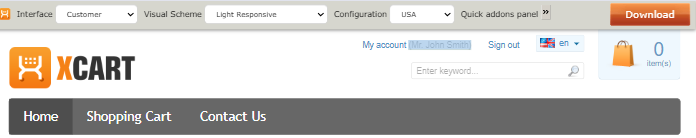 Interface Customer Visual Scheme Light Responsive Configuration USA Quick addons panel » Download
My account (Mr. John Smith) Sign out en 0
item(s)
XCART
Enter keyword...
Home Shopping Cart Contact Us